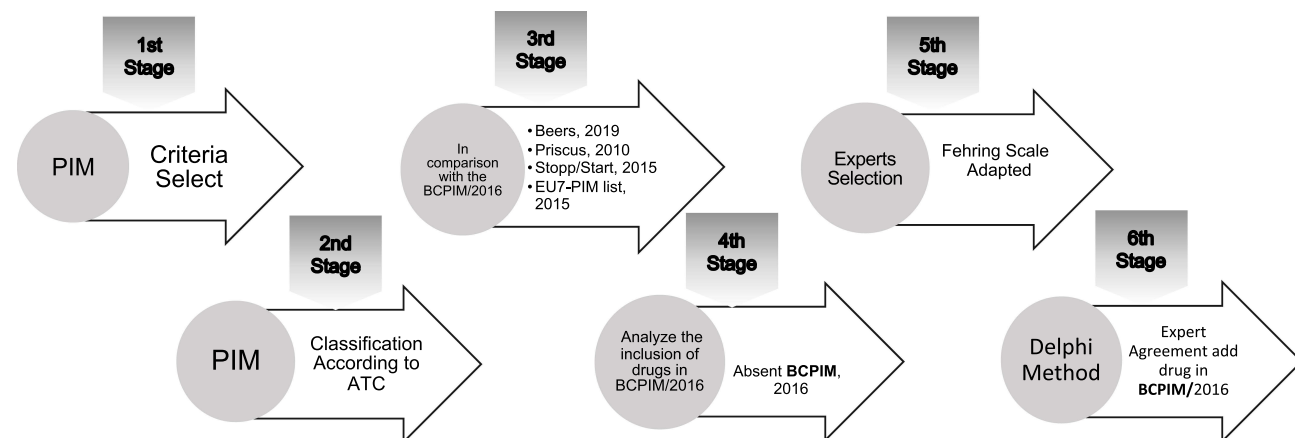 1st
Stage
PIM
Criteria
Select
2nd
Stage
PIM
Classification
According to
ATC
3rd
Stage
In
comparison
with the
BCPIM/2016
• Beers, 2019
• Priscus, 2010
• Stopp/Start, 2015
• EU7-PIM list,
2015
4th
Stage
Analyze the
inclusion of
drugs in
BCPIM/2016
Absent BCPIM,
2016
5th
Stage
Experts
Selection
Fehring Scale
Adapted
6th
Stage
Delphi
Method
Expert
Agreement add
drug in
BCPIM/2016